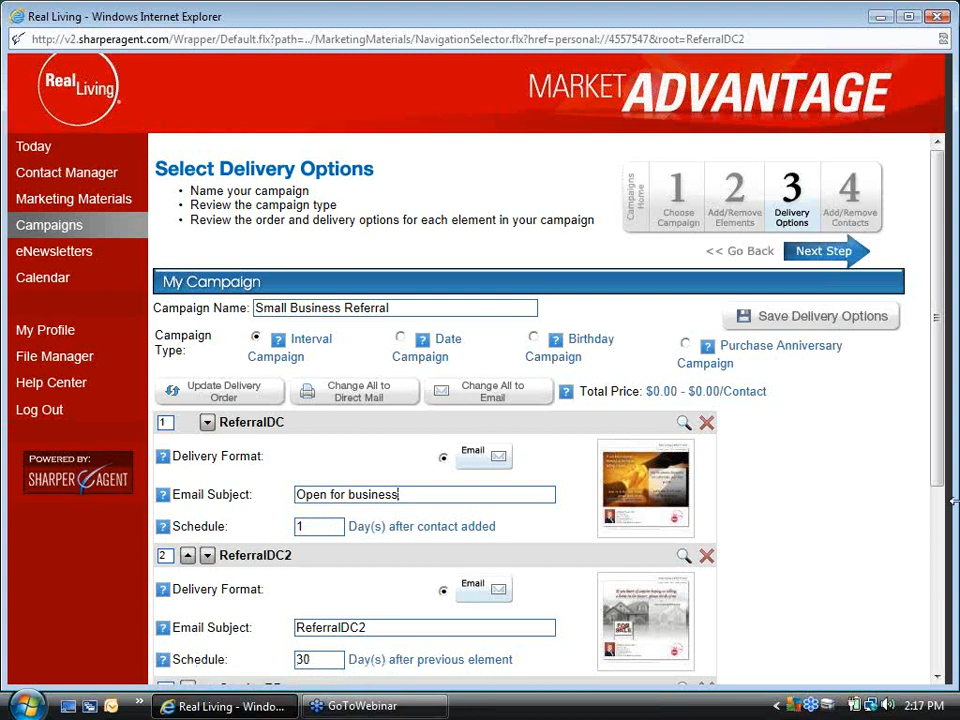 Real Living - Windows Internet Explorer
http://v2.sharperagent.com/Wrapper/Default.flx?path=../MarketingMaterials/NavigationSelector.flx?href=personal://4557547&root=ReferralDC2
Real Living
MARKET ADVANTAGE
Today
Contact Manager
Marketing Materials
Campaigns
eNewsletters
Calendar
My Profile
File Manager
Help Center
Log Out
POWERED BY:
SHARPER AGENT
Select Delivery Options
• Name your campaign
• Review the campaign type
• Review the order and delivery options for each element in your campaign
Campaigns Home
1 Choose Campaign
2 Add/Remove Elements
3 Delivery Options
4 Add/Remove Contacts
<< Go Back
Next Step
My Campaign
Campaign Name: Small Business Referral
Save Delivery Options
Campaign Type:
? Interval Campaign
? Date Campaign
? Birthday Campaign
? Purchase Anniversary Campaign
Update Delivery Order
Change All to Direct Mail
Change All to Email
? Total Price: $0.00 - $0.00/Contact
1 ReferralDC
? Delivery Format: Email
? Email Subject: Open for business
? Schedule: 1 Day(s) after contact added
2 ReferralDC2
? Delivery Format: Email
? Email Subject: ReferralDC2
? Schedule: 30 Day(s) after previous element
FOR SALE
Real Living - Windo...
GoToWebinar
2:17 PM